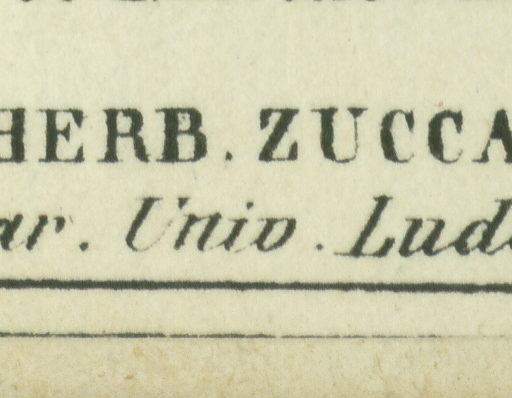 HERB. ZUCCA
ar. Univ. Lud